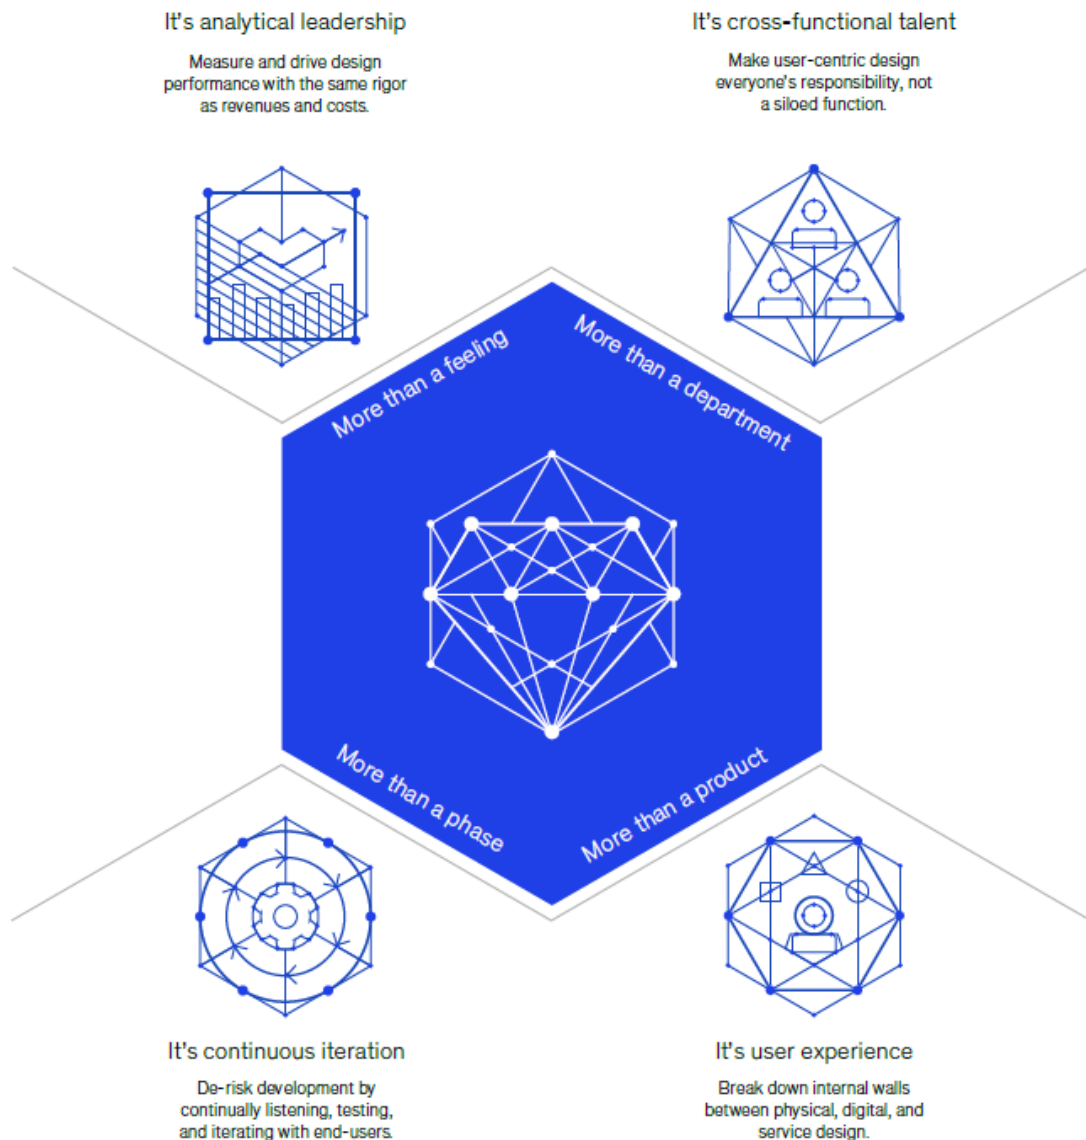 It's analytical leadership
Measure and drive design
performance with the same rigor
as revenues and costs.
It's cross-functional talent
Make user-centric design
everyone's responsibility, not
a siloed function.
More than a feeling
More than a department
More than a phase
More than a product
It's continuous iteration
De-risk development by
continually listening, testing,
and iterating with end-users.
It's user experience
Break down internal walls
between physical, digital, and
service design.